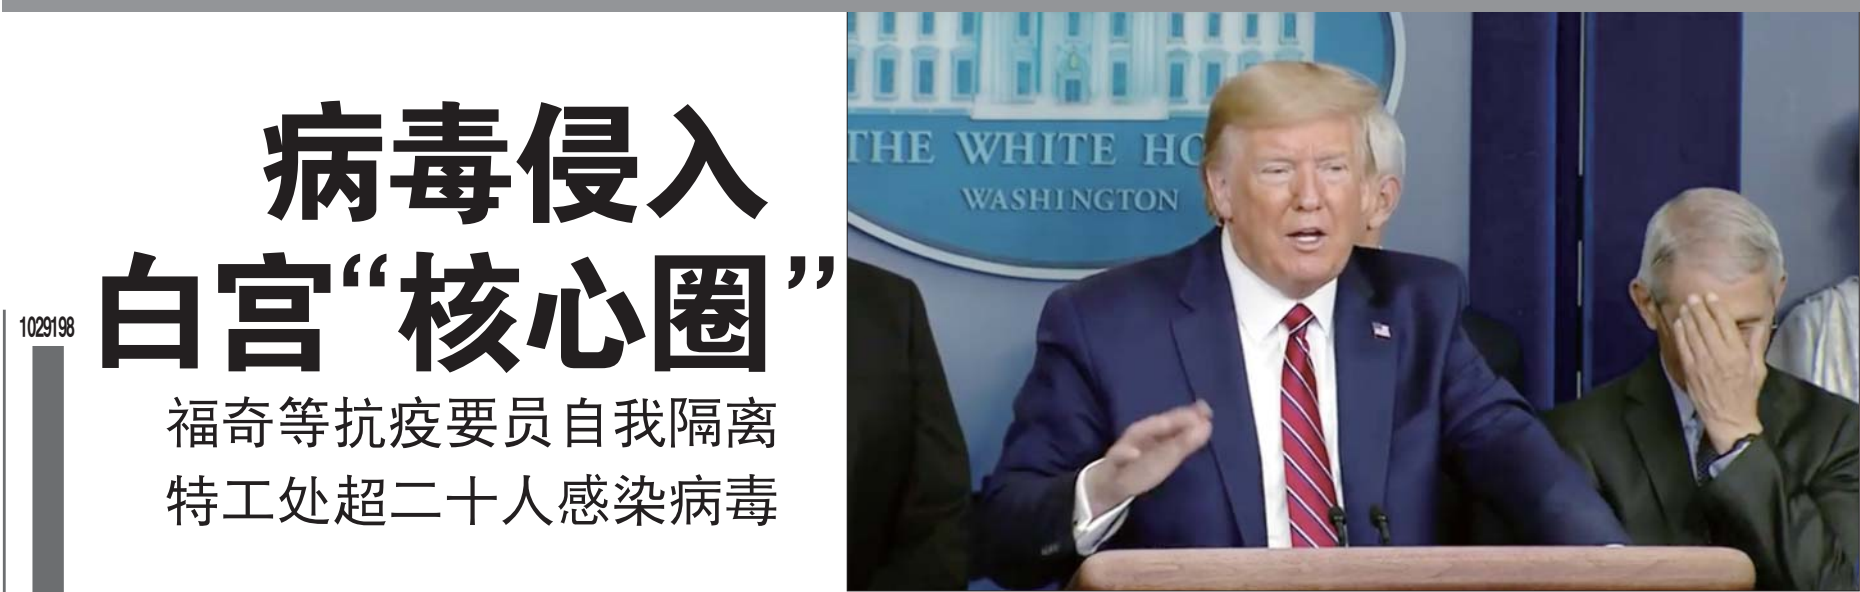 病毒侵入
白宫“核心圈”
福奇等抗疫要员自我隔离
特工处超二十人感染病毒
1029198
THE WHITE HO
WASHINGTON